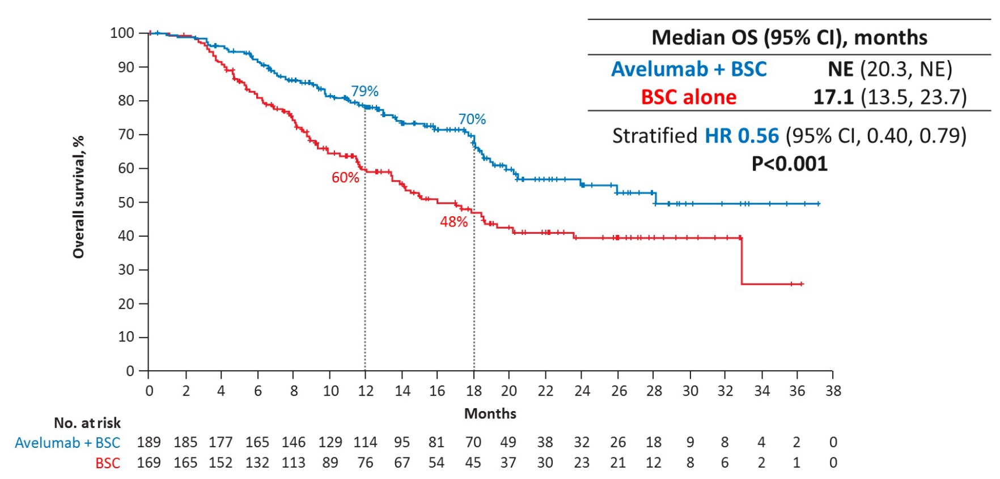 Median OS (95% CI), months
Avelumab + BSC NE (20.3, NE)
BSC alone 17.1 (13.5, 23.7)
Stratified HR 0.56 (95% CI, 0.40, 0.79)
P<0.001
Overall survival, %
100
90
80
70
60
50
40
30
20
10
0
79%
70%
60%
48%
0 2 4 6 8 10 12 14 16 18 20 22 24 26 28 30 32 34 36 38
Months
No. at risk
Avelumab + BSC 189 185 177 165 146 129 114 95 81 70 49 38 32 26 18 9 8 4 2 0
BSC 169 165 152 132 113 89 76 67 54 45 37 30 23 21 12 8 6 2 1 0